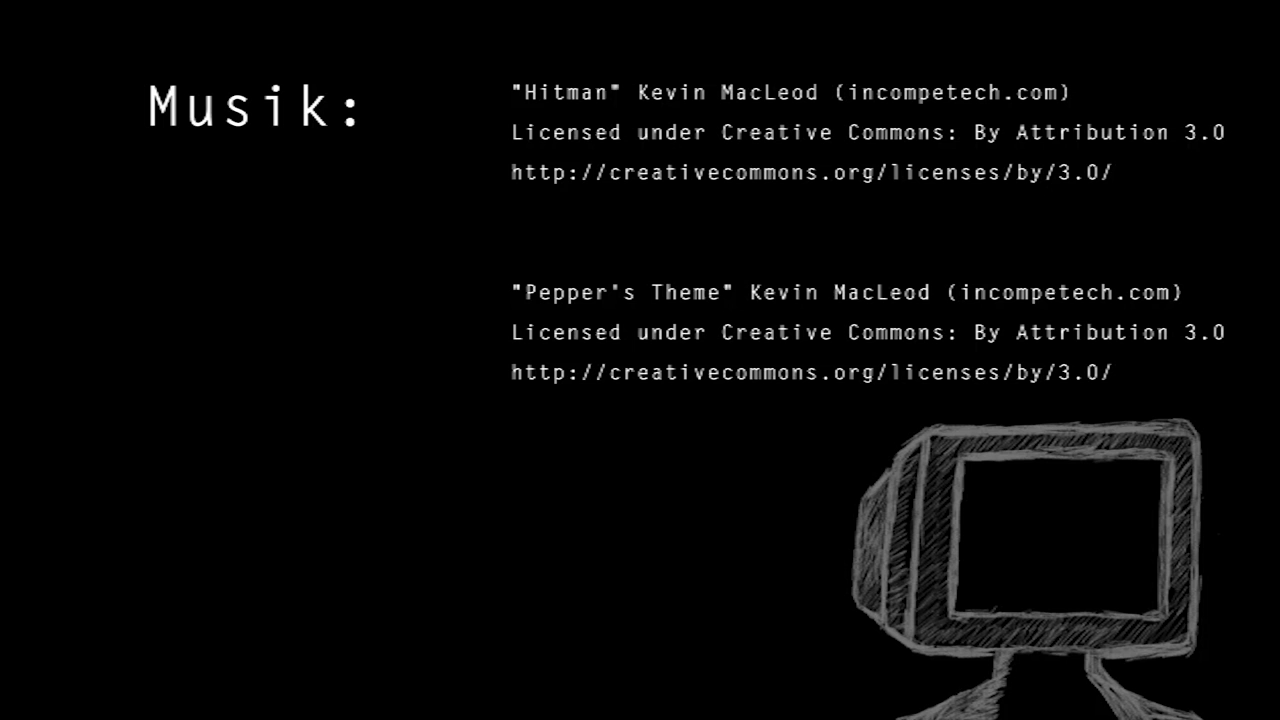 Musik:
"Hitman" Kevin MacLeod (incompetech.com)
Licensed under Creative Commons: By Attribution 3.0
http://creativecommons.org/licenses/by/3.0/
"Pepper's Theme" Kevin MacLeod (incompetech.com)
Licensed under Creative Commons: By Attribution 3.0
http://creativecommons.org/licenses/by/3.0/